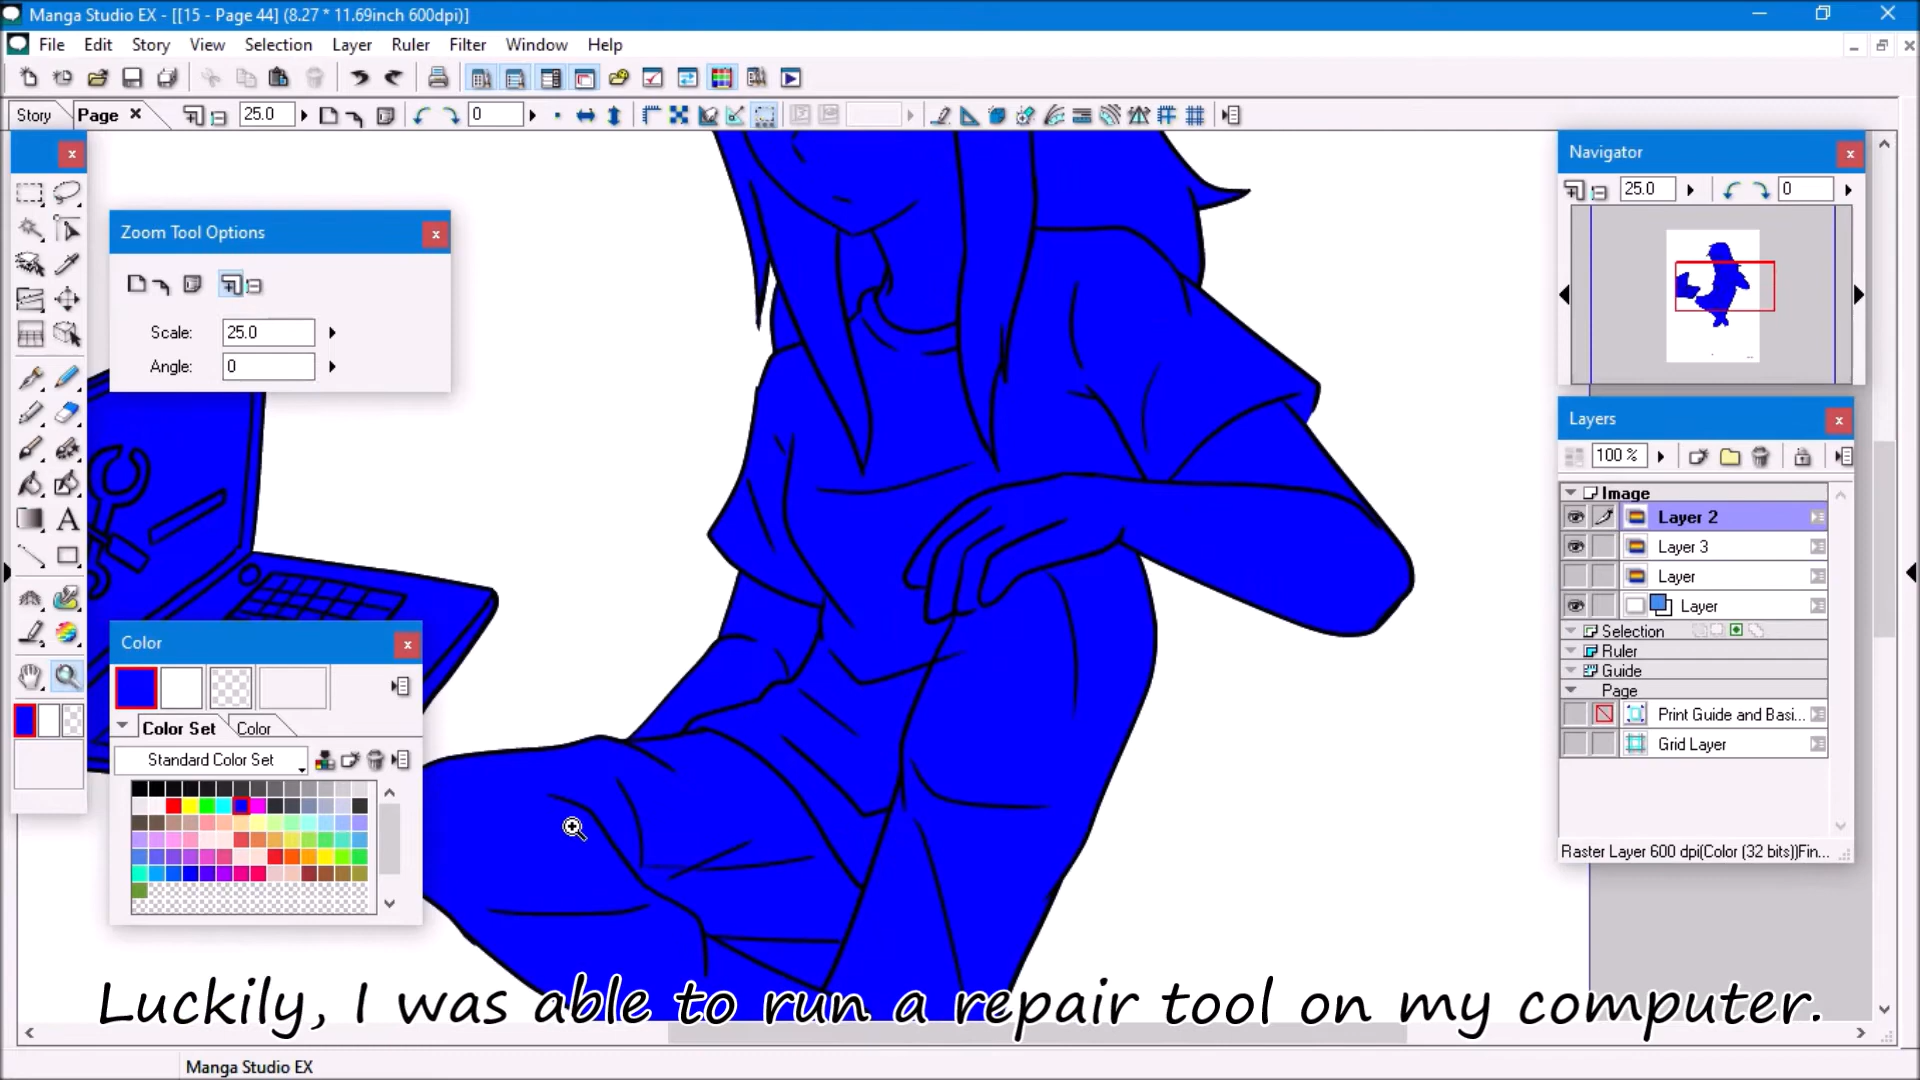 Manga Studio EX - [[15 - Page 44] (8.27 * 11.69inch 600dpi)]
File Edit Story View Selection Layer Ruler Filter Window Help
Story Page 25.0 0
Zoom Tool Options
Scale: 25.0
Angle: 0
A
Color
Color Set Color
Standard Color Set
Navigator
25.0 0
Layers
100 %
Image
Layer 2
Layer 3
Layer
Layer
Selection
Ruler
Guide
Page
Print Guide and Basi...
Grid Layer
Raster Layer 600 dpi(Color (32 bits))Fin...
Luckily, I was able to run a repair tool on my computer.
Manga Studio EX